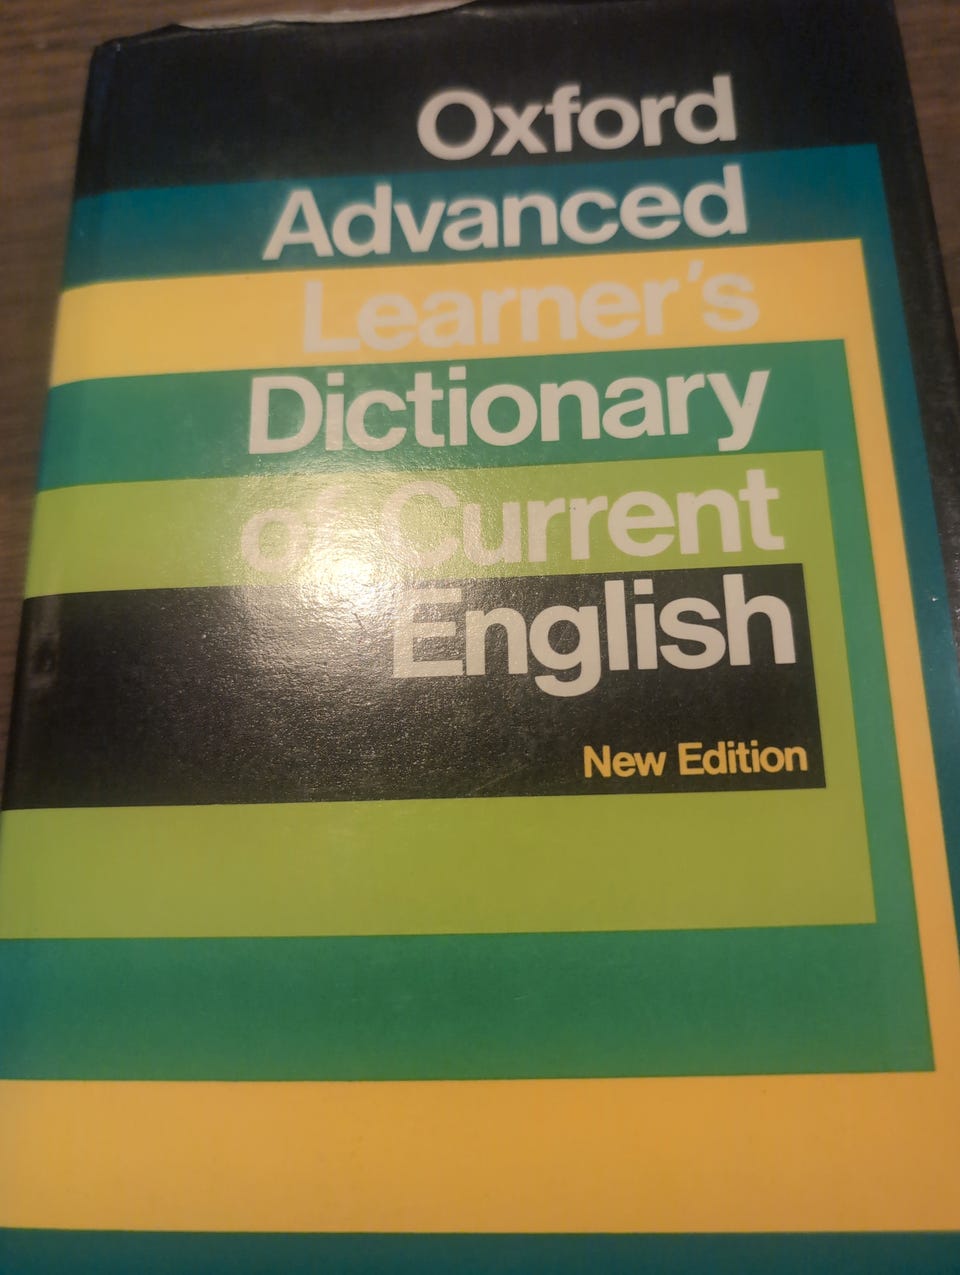 Oxford
Advanced
Learner's
Dictionary
of Current
English
New Edition